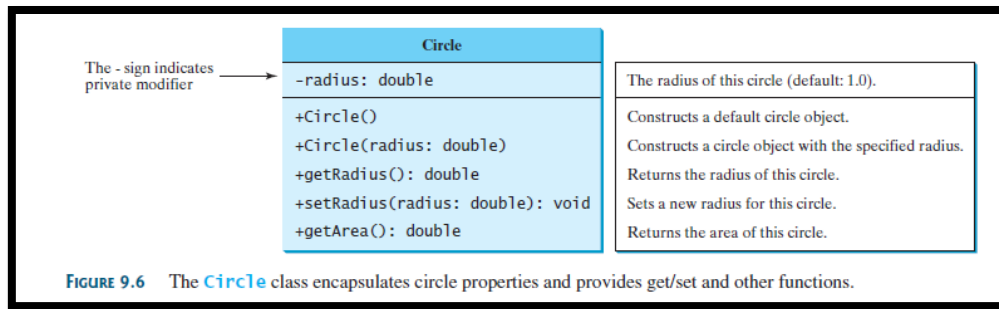 Circle
The - sign indicates
private modifier
-radius: double
The radius of this circle (default: 1.0).
+Circle()
Constructs a default circle object.
+Circle(radius: double)
Constructs a circle object with the specified radius.
+getRadius(): double
Returns the radius of this circle.
+setRadius(radius: double): void
Sets a new radius for this circle.
+getArea(): double
Returns the area of this circle.
FIGURE 9.6 The Circle class encapsulates circle properties and provides get/set and other functions.